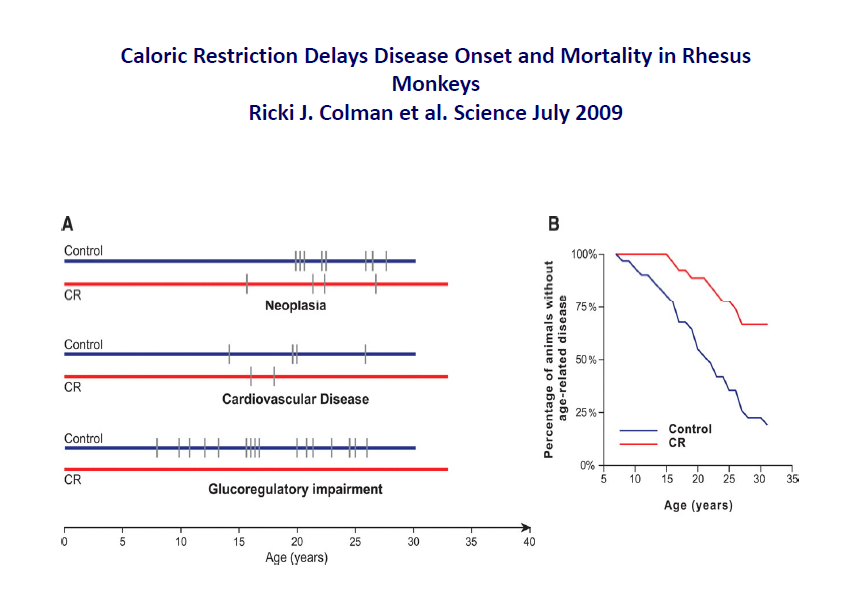 Caloric Restriction Delays Disease Onset and Mortality in Rhesus
Monkeys
Ricki J. Colman et al. Science July 2009
A
Control
CR
Neoplasia
Control
CR
Cardiovascular Disease
Control
CR
Glucoregulatory impairment
0 5 10 15 20 25 30 35 40
Age (years)
B
Percentage of animals without
age-related disease
100%
75%
50%
25%
0%
Control
CR
5 10 15 20 25 30 35
Age (years)